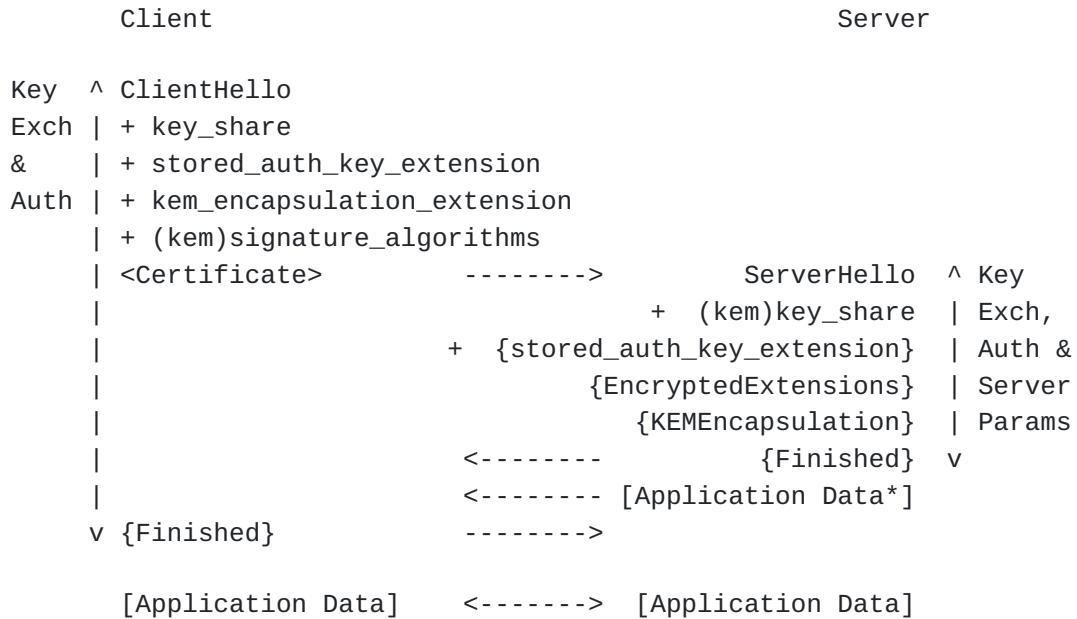 Client                                        Server

Key  ^ ClientHello
Exch | + key_share
&    | + stored_auth_key_extension
Auth | + kem_encapsulation_extension
     | + (kem)signature_algorithms
     | <Certificate>         -------->         ServerHello  ^ Key
     |                                   +  (kem)key_share  | Exch,
     |                      +  {stored_auth_key_extension}  | Auth &
     |                               {EncryptedExtensions}  | Server
     |                                  {KEMEncapsulation}  | Params
     |                       <--------          {Finished}  v
     |                       <-------- [Application Data*]
     v {Finished}            -------->

       [Application Data]    <-------> [Application Data]